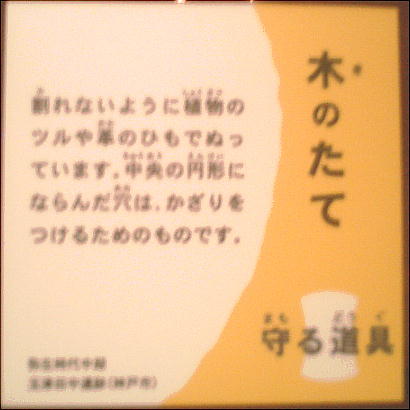 木のたて
割れないように植物の
ツルや革のひもでぬっ
ています。中央の円形に
ならんだ穴は、かざりを
つけるためのものです。
守る道具
弥生時代中期
玉津田中遺跡(神戸市)